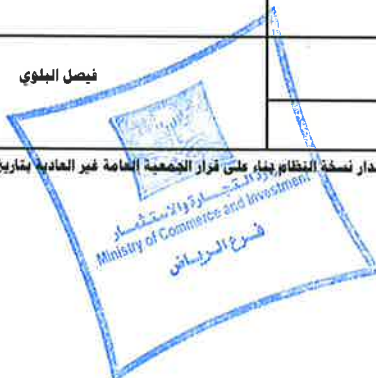 فيصل البلوي
دار نسخة النظام بناء على قرار الجمعية العامة غير العادية بتاريخ
وزارة التجارة والاستثمار
Ministry of Commerce and Investment
فرع الرياض